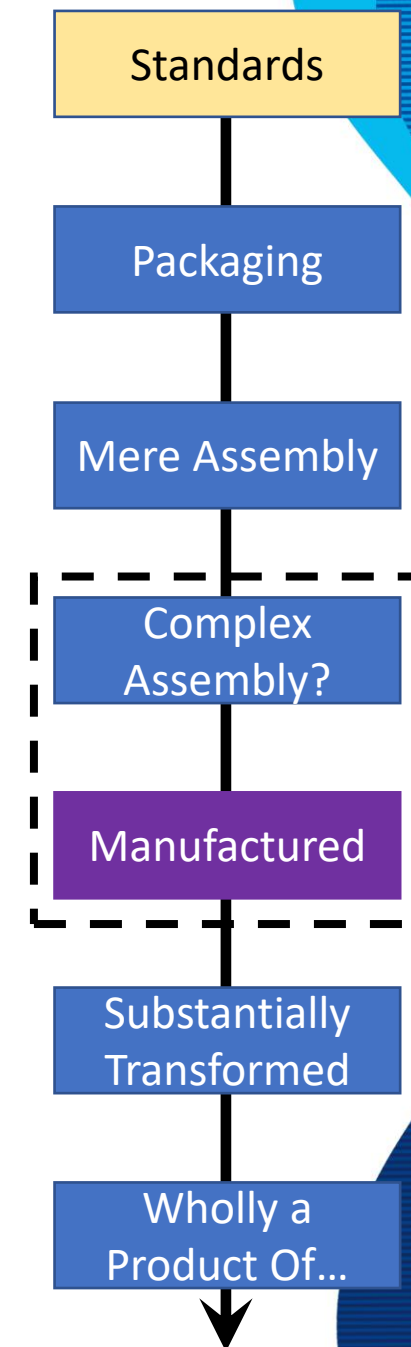 Standards
Packaging
Mere Assembly
Complex
Assembly?
Manufactured
Substantially
Transformed
Wholly a
Product Of…